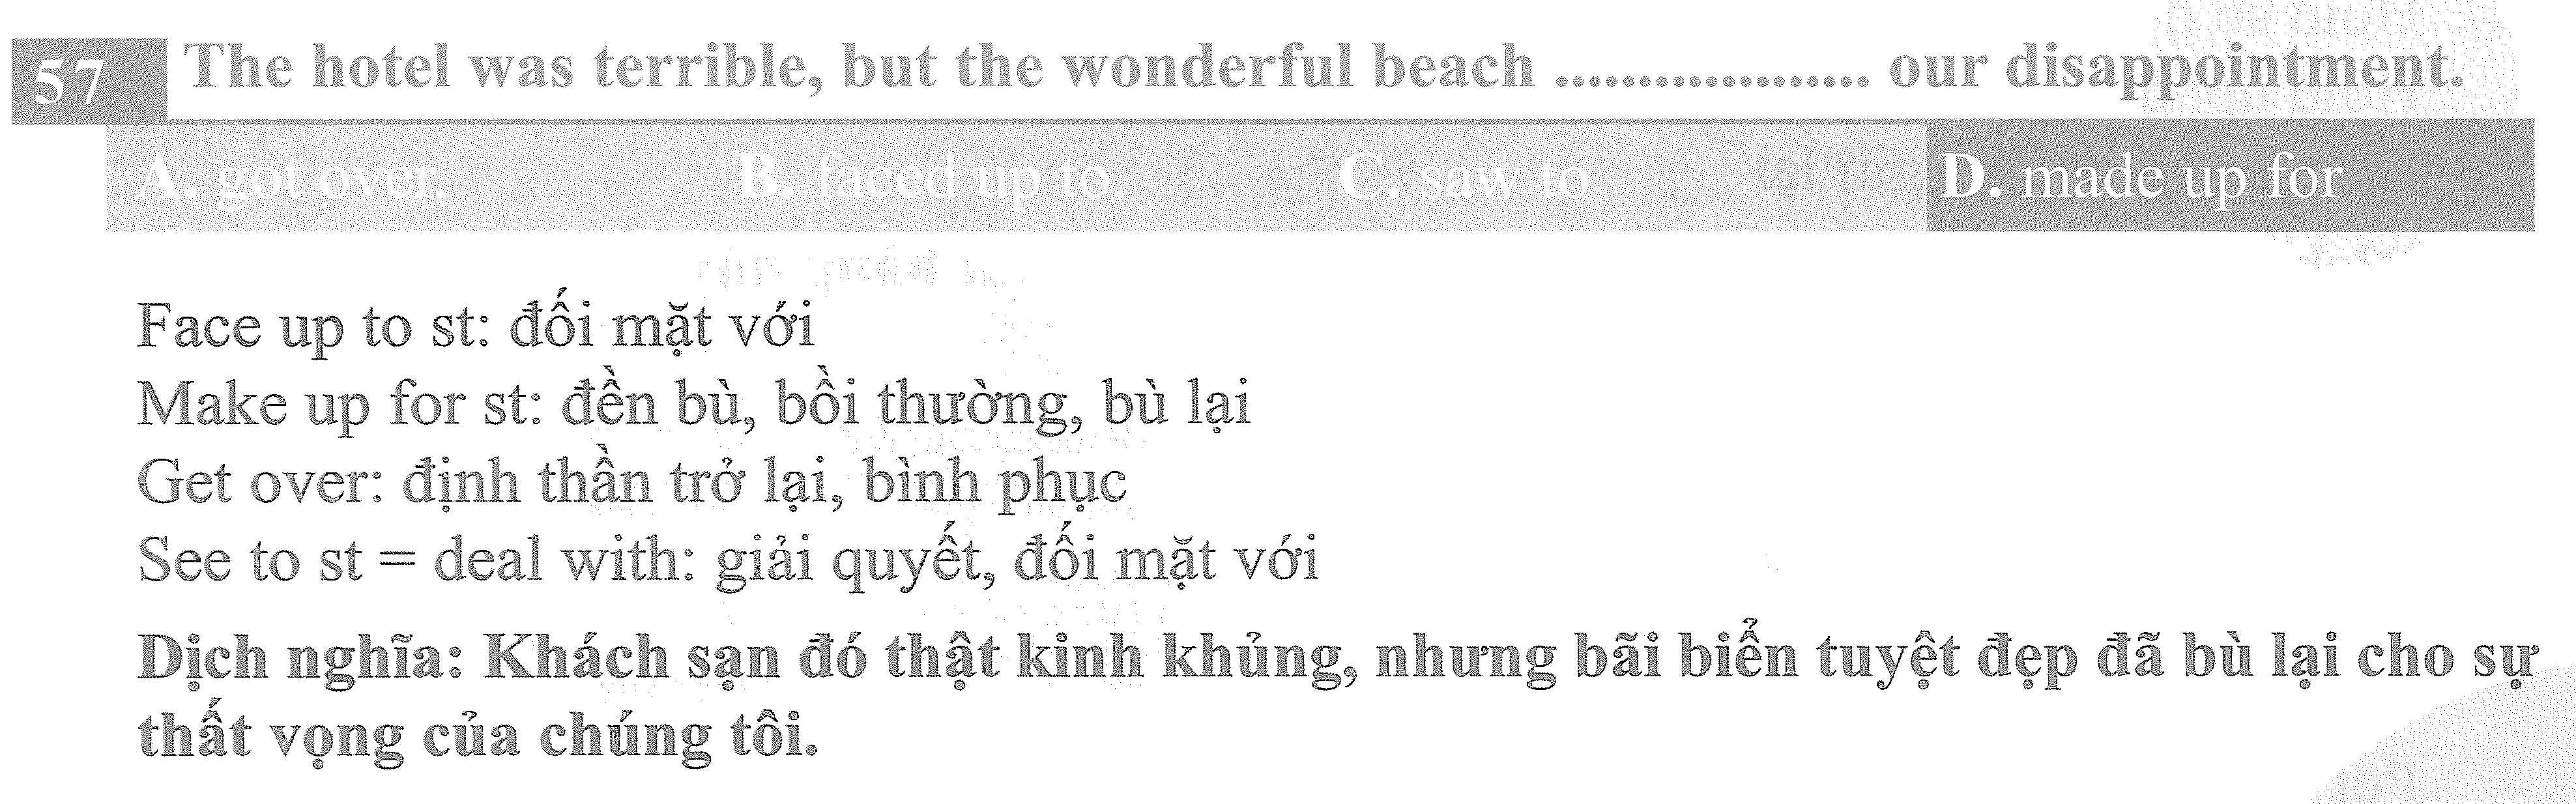 57 The hotel was terrible, but the wonderful beach .................. our disappointment.
A. got over. B. faced up to. C. saw to D. made up for
Face up to st: đối mặt với
Make up for st: đền bù, bồi thường, bù lại
Get over: định thần trở lại, bình phục
See to st = deal with: giải quyết, đối mặt với
Dịch nghĩa: Khách sạn đó thật kinh khủng, nhưng bãi biển tuyệt đẹp đã bù lại cho sự
thất vọng của chúng tôi.